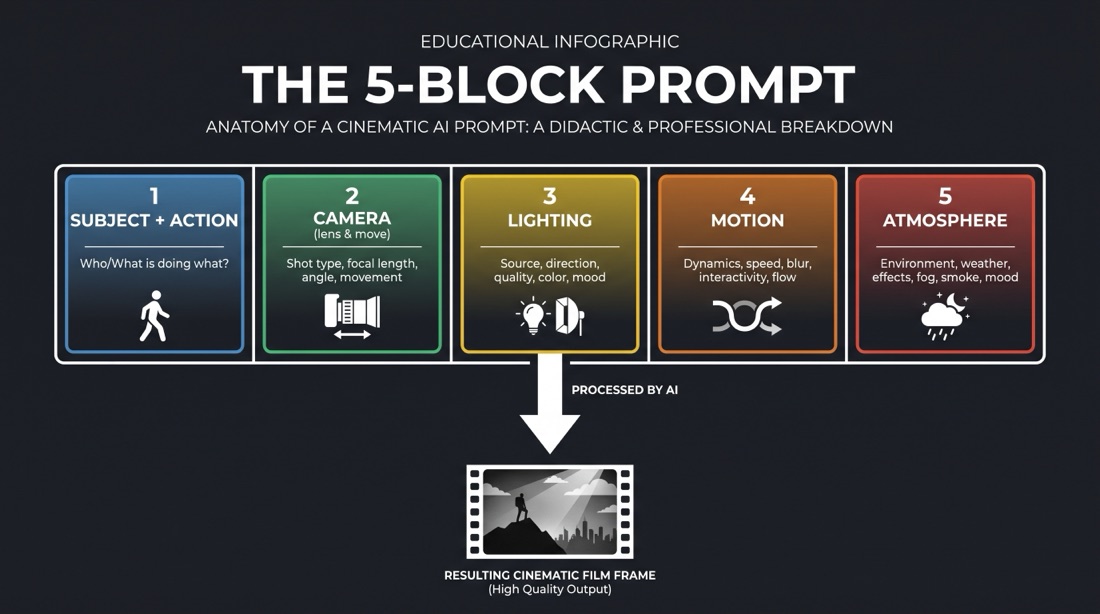 EDUCATIONAL INFOGRAPHIC
THE 5-BLOCK PROMPT
ANATOMY OF A CINEMATIC AI PROMPT: A DIDACTIC & PROFESSIONAL BREAKDOWN
1
SUBJECT + ACTION
Who/What is doing what?
2
CAMERA
(lens & move)
Shot type, focal length,
angle, movement
3
LIGHTING
Source, direction,
quality, color, mood
4
MOTION
Dynamics, speed, blur,
interactivity, flow
5
ATMOSPHERE
Environment, weather,
effects, fog, smoke, mood
PROCESSED BY AI
RESULTING CINEMATIC FILM FRAME
(High Quality Output)